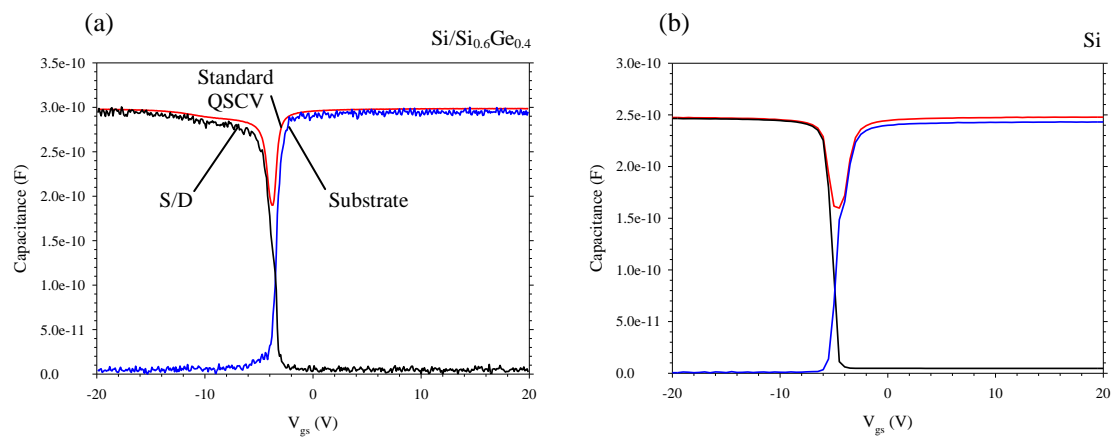 (a)
Si/Si0.6Ge0.4
3.5e-10
3.0e-10
2.5e-10
2.0e-10
1.5e-10
1.0e-10
5.0e-11
0.0
Capacitance (F)
Standard
QSCV
S/D
Substrate
-20
-10
0
10
20
Vgs (V)
(b)
Si
3.0e-10
2.5e-10
2.0e-10
1.5e-10
1.0e-10
5.0e-11
0.0
Capacitance (F)
-20
-10
0
10
20
Vgs (V)